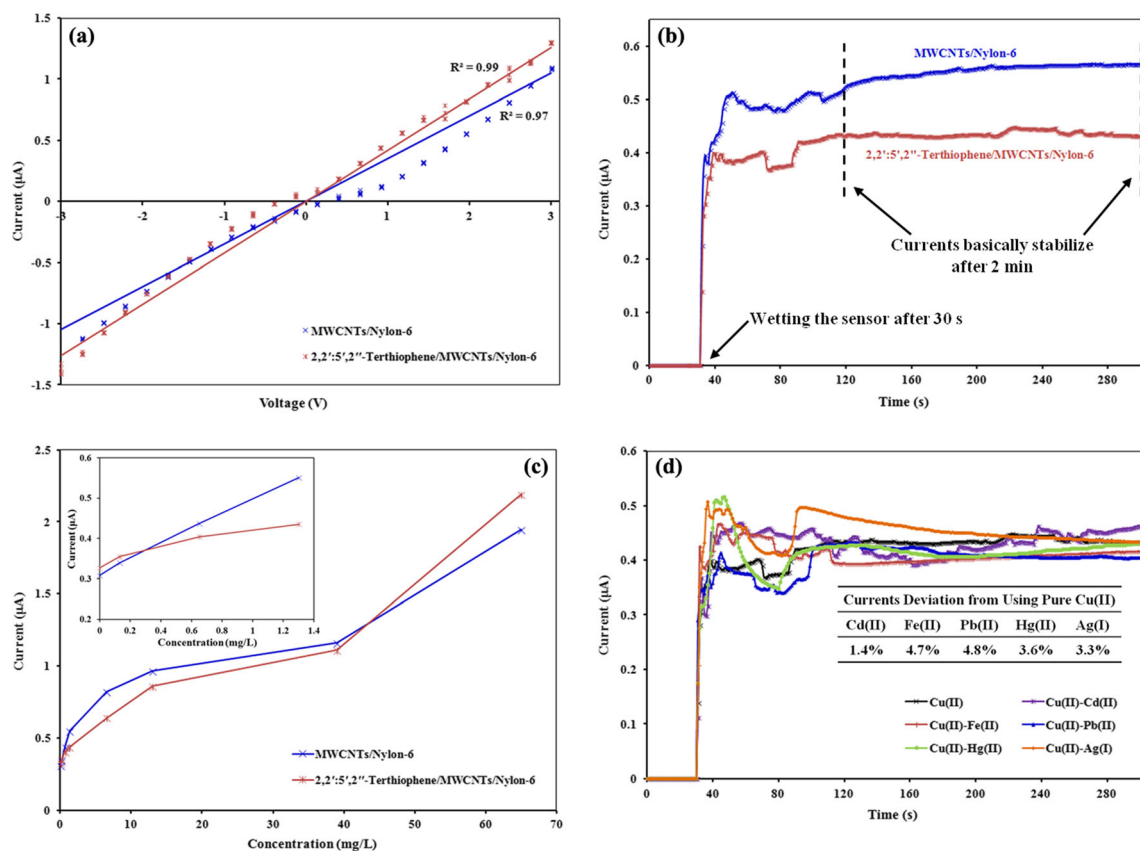 (a)
1.5
1
0.5
0
-0.5
-1
-1.5
-3
-2
-1
0
1
2
3
Current (μA)
Voltage (V)
R² = 0.99
R² = 0.97
MWCNTs/Nylon-6
2,2′:5′,2″-Terthiophene/MWCNTs/Nylon-6
(b)
0.6
0.5
0.4
0.3
0.2
0.1
0
0
40
80
120
160
200
240
280
Current (μA)
Time (s)
MWCNTs/Nylon-6
2,2′:5′,2″-Terthiophene/MWCNTs/Nylon-6
Currents basically stabilize
after 2 min
Wetting the sensor after 30 s
(c)
2.5
2
1.5
1
0.5
0
0
10
20
30
40
50
60
70
Current (μA)
Concentration (mg/L)
0.6
0.5
0.4
0.3
0.2
0
0.2
0.4
0.6
0.8
1
1.2
1.4
Current (μA)
Concentration (mg/L)
MWCNTs/Nylon-6
2,2′:5′,2″-Terthiophene/MWCNTs/Nylon-6
(d)
0.6
0.5
0.4
0.3
0.2
0.1
0
0
40
80
120
160
200
240
280
Current (μA)
Time (s)
Currents Deviation from Using Pure Cu(II)
Cd(II) Fe(II) Pb(II) Hg(II) Ag(I)
1.4% 4.7% 4.8% 3.6% 3.3%
Cu(II) Cu(II)-Cd(II)
Cu(II)-Fe(II) Cu(II)-Pb(II)
Cu(II)-Hg(II) Cu(II)-Ag(I)